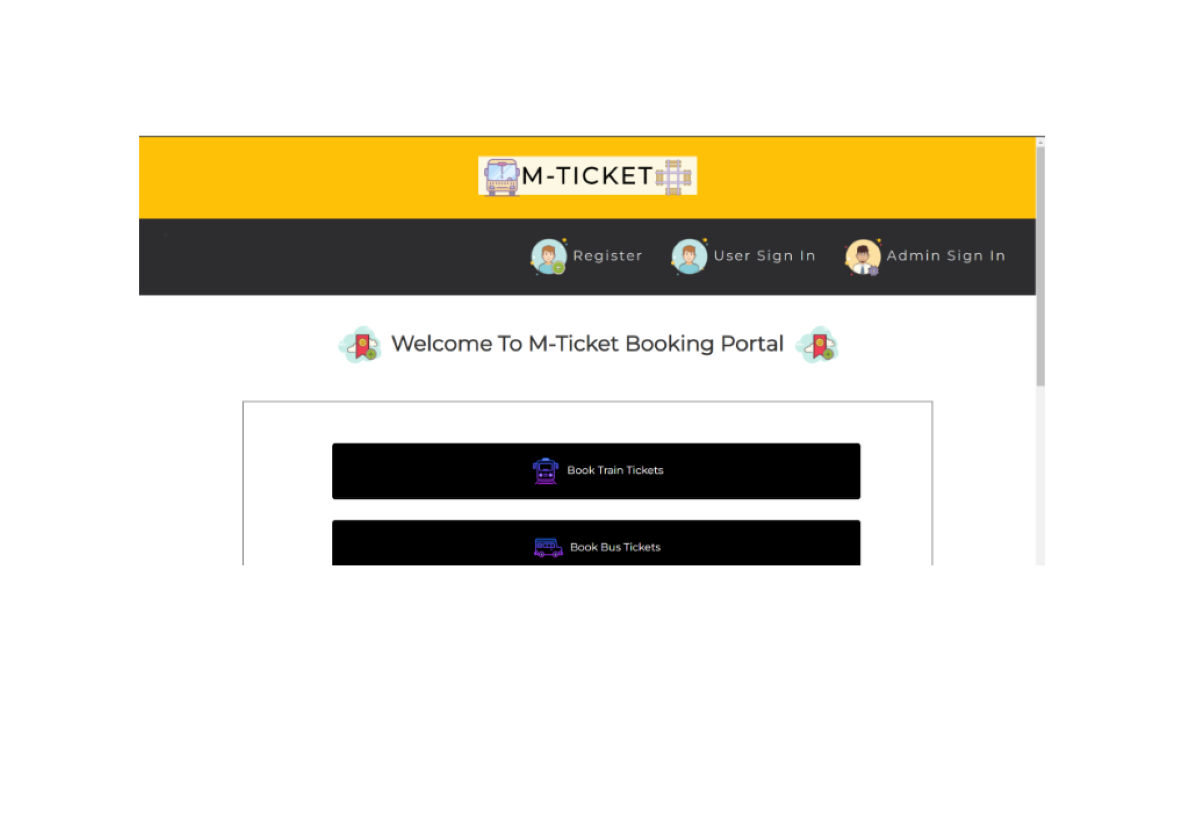 M-TICKET
Register User Sign In Admin Sign In
Welcome To M-Ticket Booking Portal
Book Train Tickets
Book Bus Tickets